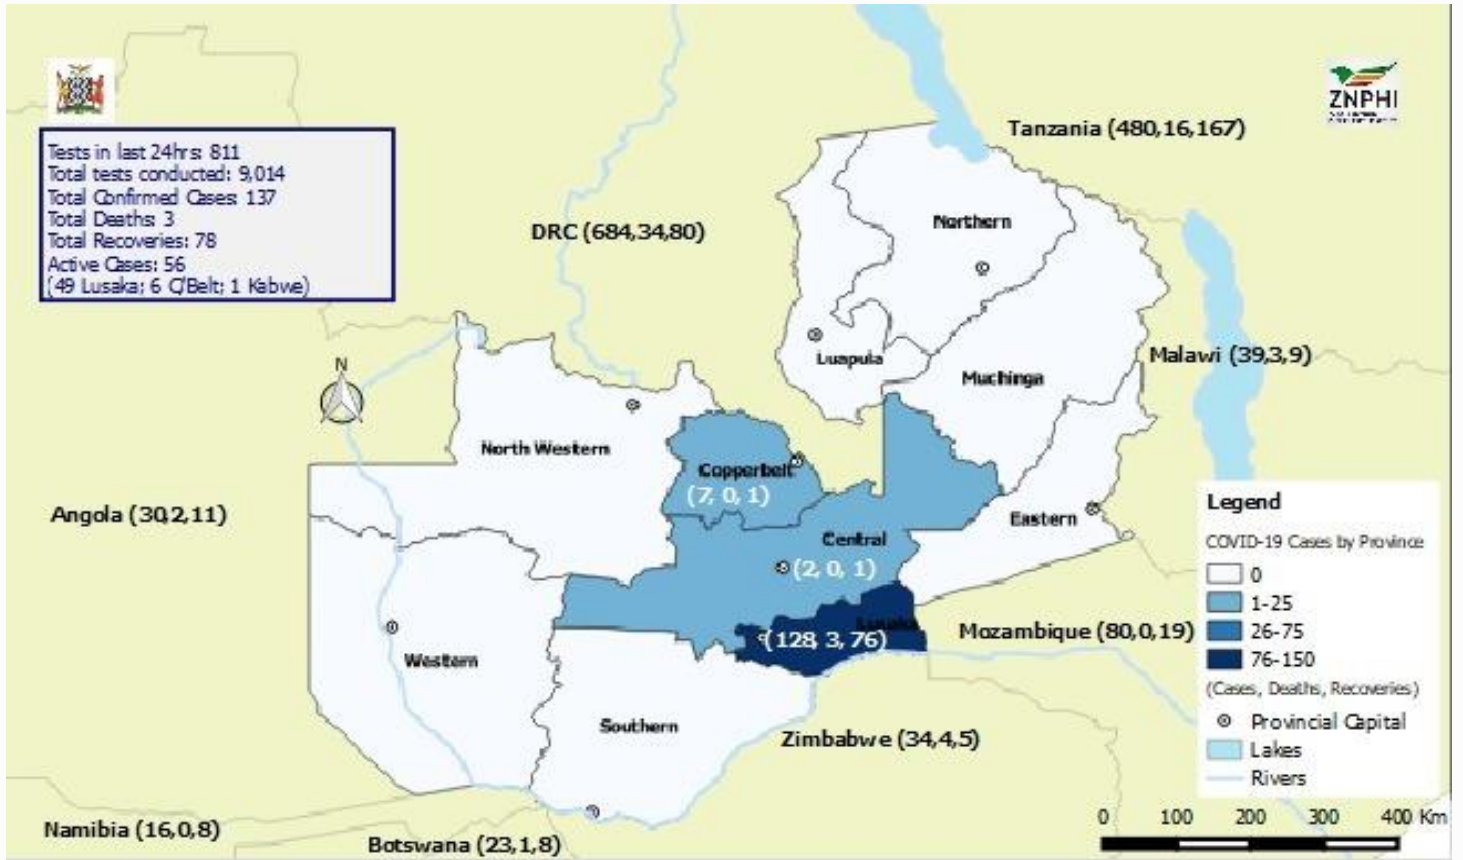 Tests in last 24hrs: 811
Total tests conducted: 9,014
Total Confirmed Cases: 137
Total Deaths: 3
Total Recoveries: 78
Active Cases: 56
(49 Lusaka; 6 C/Belt; 1 Kabwe)
ZNPHI
Tanzania (480,16,167)
DRC (684,34,80)
Northern
N
Luapula
Malawi (39,3,9)
Muchinga
North Western
Copperbelt
(7, 0, 1)
Angola (30,2,11)
Eastern
Central
(2, 0, 1)
Lusaka
(128, 3, 76)
Mozambique (80,0,19)
Western
Southern
Zimbabwe (34,4,5)
Namibia (16,0,8)
Botswana (23,1,8)
Legend
COVID-19 Cases by Province
0
1-25
26-75
76-150
(Cases, Deaths, Recoveries)
Provincial Capital
Lakes
Rivers
0 100 200 300 400 Km